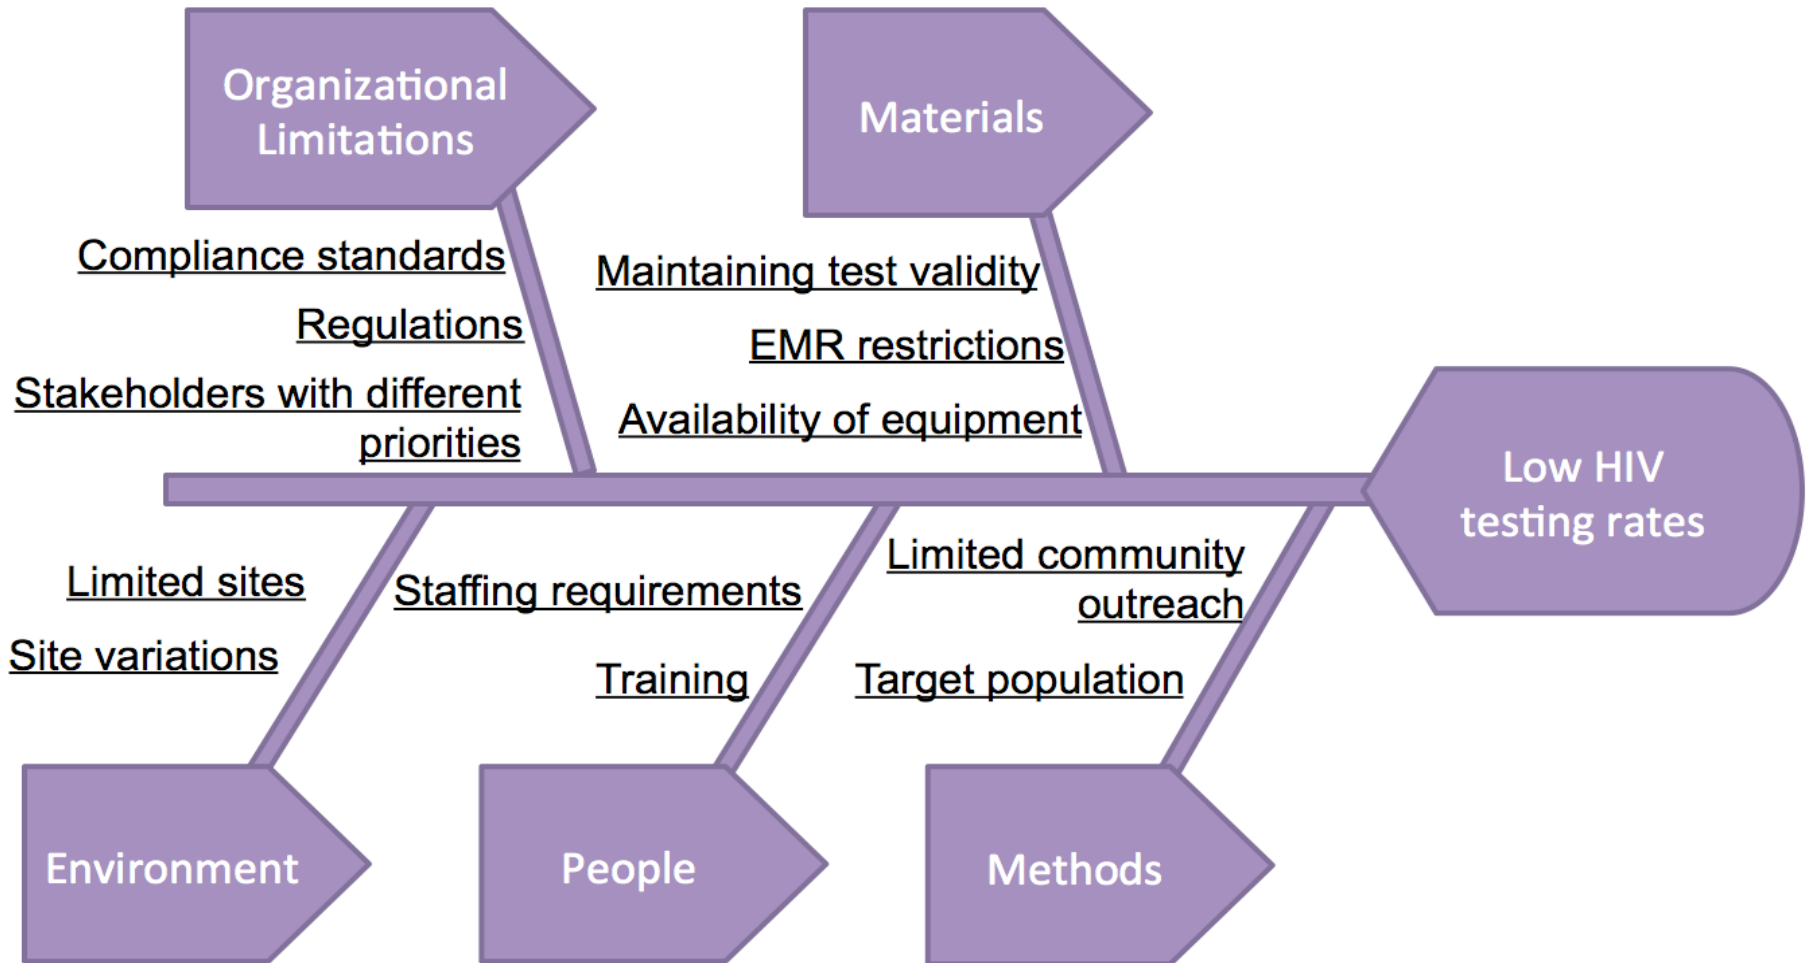 Organizational
Limitations
Materials
Compliance standards
Regulations
Stakeholders with different
priorities
Maintaining test validity
EMR restrictions
Availability of equipment
Low HIV
testing rates
Limited sites
Site variations
Staffing requirements
Training
Limited community
outreach
Target population
Environment
People
Methods